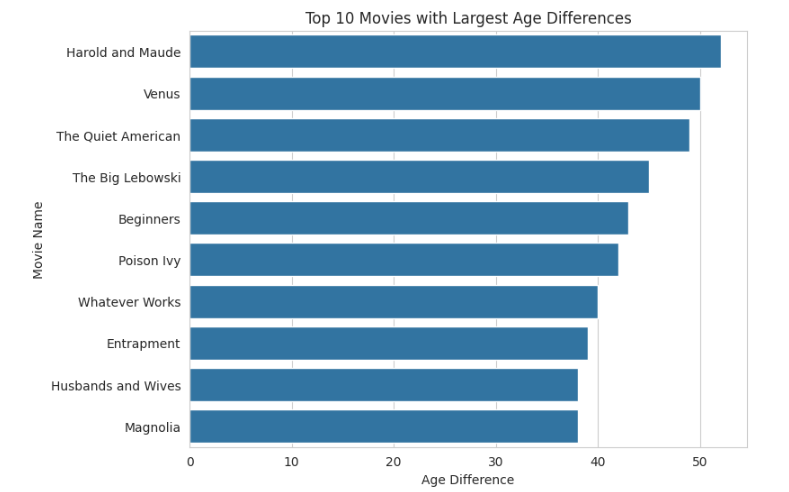 Top 10 Movies with Largest Age Differences
Movie Name
Harold and Maude
Venus
The Quiet American
The Big Lebowski
Beginners
Poison Ivy
Whatever Works
Entrapment
Husbands and Wives
Magnolia
0 10 20 30 40 50
Age Difference